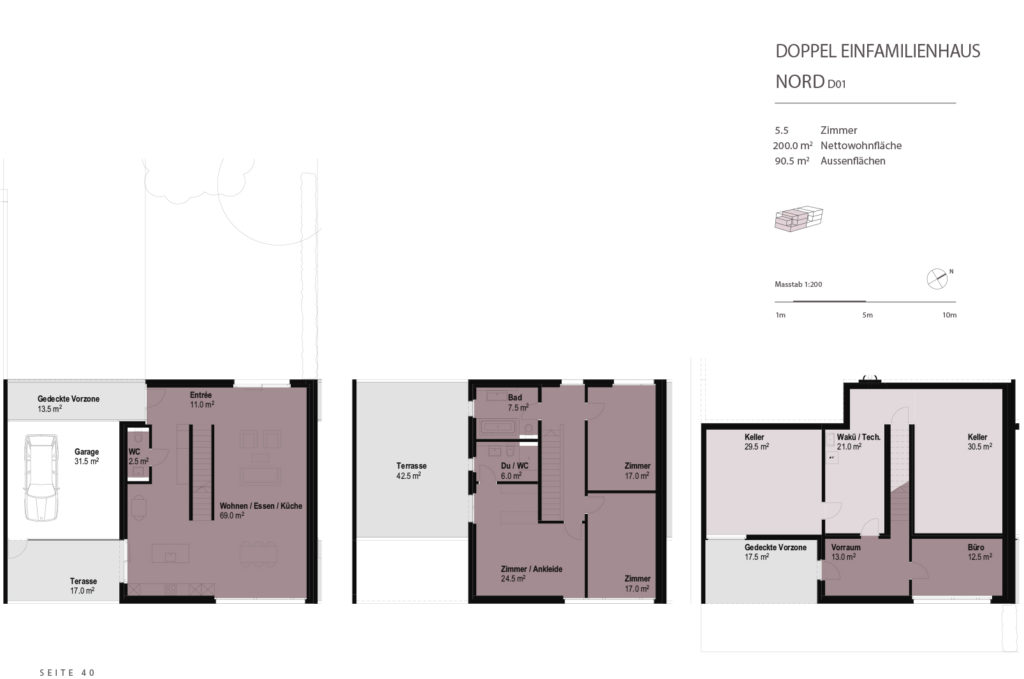 DOPPEL EINFAMILIENHAUS
NORD D01
5.5 Zimmer
200.0 m² Nettowohnfläche
90.5 m² Aussenflächen
N
Masstab 1:200
1m 5m 10m
Gedeckte Vorzone
13.5 m²
Entrée
11.0 m²
Garage
31.5 m²
WC
2.5 m²
Wohnen / Essen / Küche
69.0 m²
Terasse
17.0 m²
Bad
7.5 m²
Terrasse
42.5 m²
Du / WC
6.0 m²
Zimmer
17.0 m²
Zimmer / Ankleide
24.5 m²
Zimmer
17.0 m²
Keller
29.5 m²
Wakü / Tech.
21.0 m²
Keller
30.5 m²
Gedeckte Vorzone
17.5 m²
Vorraum
13.0 m²
Büro
12.5 m²
SEITE 40